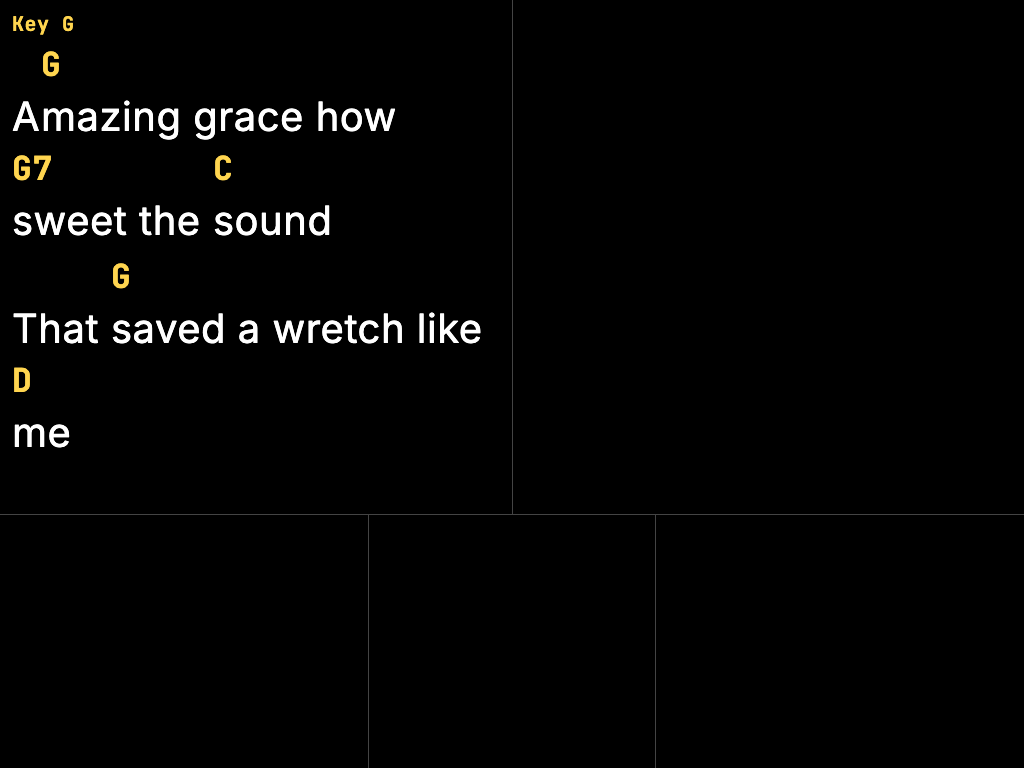 Key G
G
Amazing grace how
G7 C
sweet the sound
G
That saved a wretch like
D
me